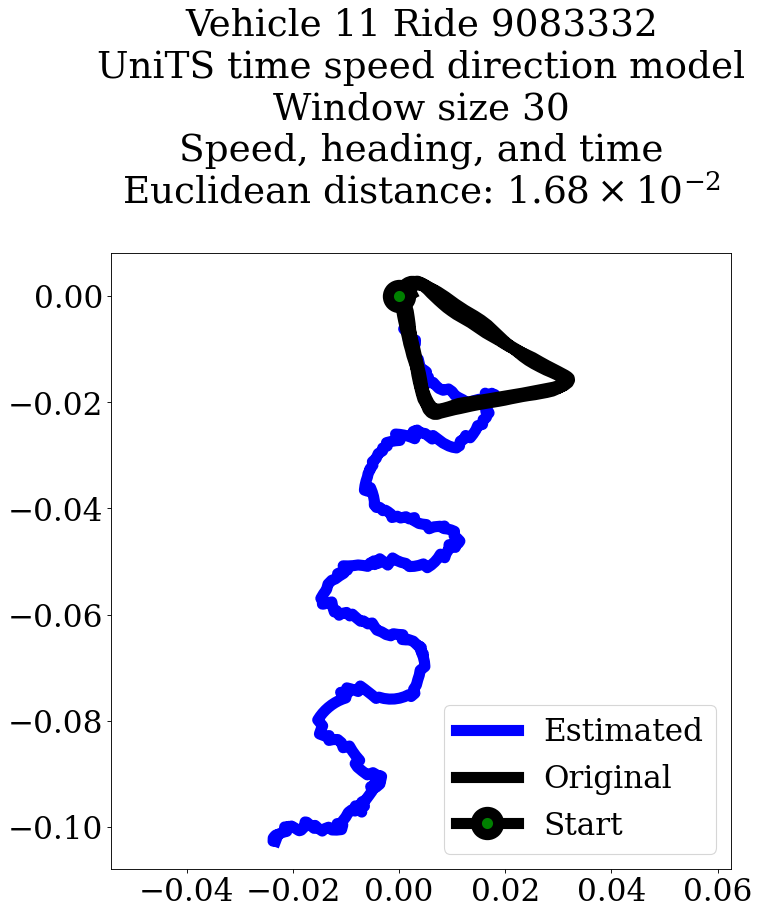 Vehicle 11 Ride 9083332
UniTS time speed direction model
Window size 30
Speed, heading, and time
Euclidean distance: 1.68 × 10⁻²
0.00
−0.02
−0.04
−0.06
−0.08
−0.10
Estimated
Original
Start
−0.04 −0.02 0.00 0.02 0.04 0.06